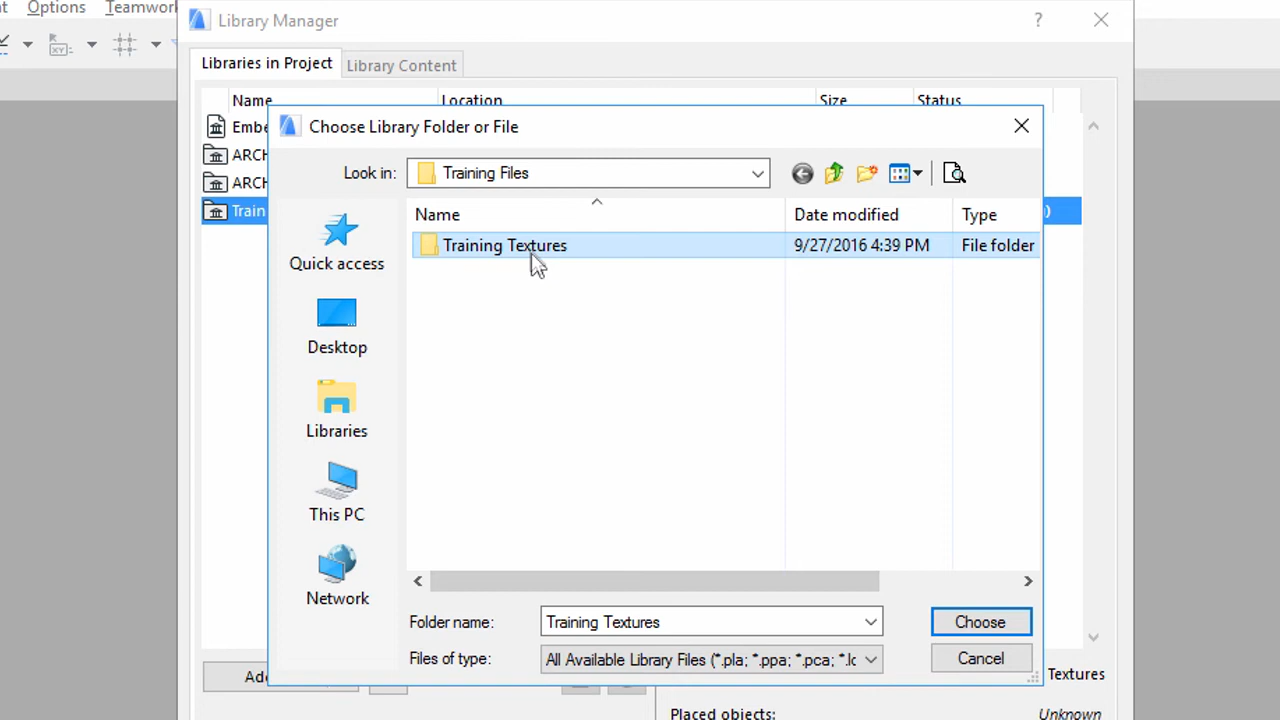 Options Teamwork
Library Manager
?
Libraries in Project
Library Content
Name Location Size Status
Embe
ARCH
ARCH
Train )
Choose Library Folder or File
Look in: Training Files
Name Date modified Type
Training Textures 9/27/2016 4:39 PM File folder
Quick access
Desktop
Libraries
This PC
Network
Folder name: Training Textures Choose
Files of type: All Available Library Files (*.pla; *.ppa; *.pca; *.lc Cancel
Ad Textures
Placed objects: Unknown